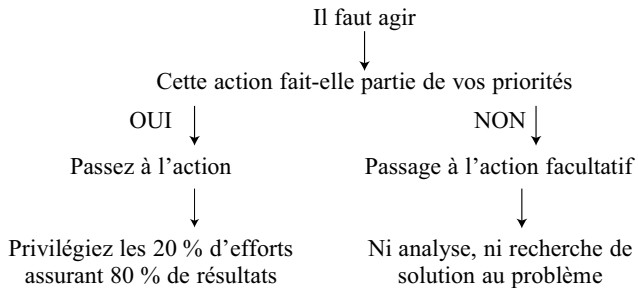 Il faut agir
Cette action fait-elle partie de vos priorités
OUI
NON
Passez à l’action
Passage à l’action facultatif
Privilégiez les 20 % d’efforts
assurant 80 % de résultats
Ni analyse, ni recherche de
solution au problème